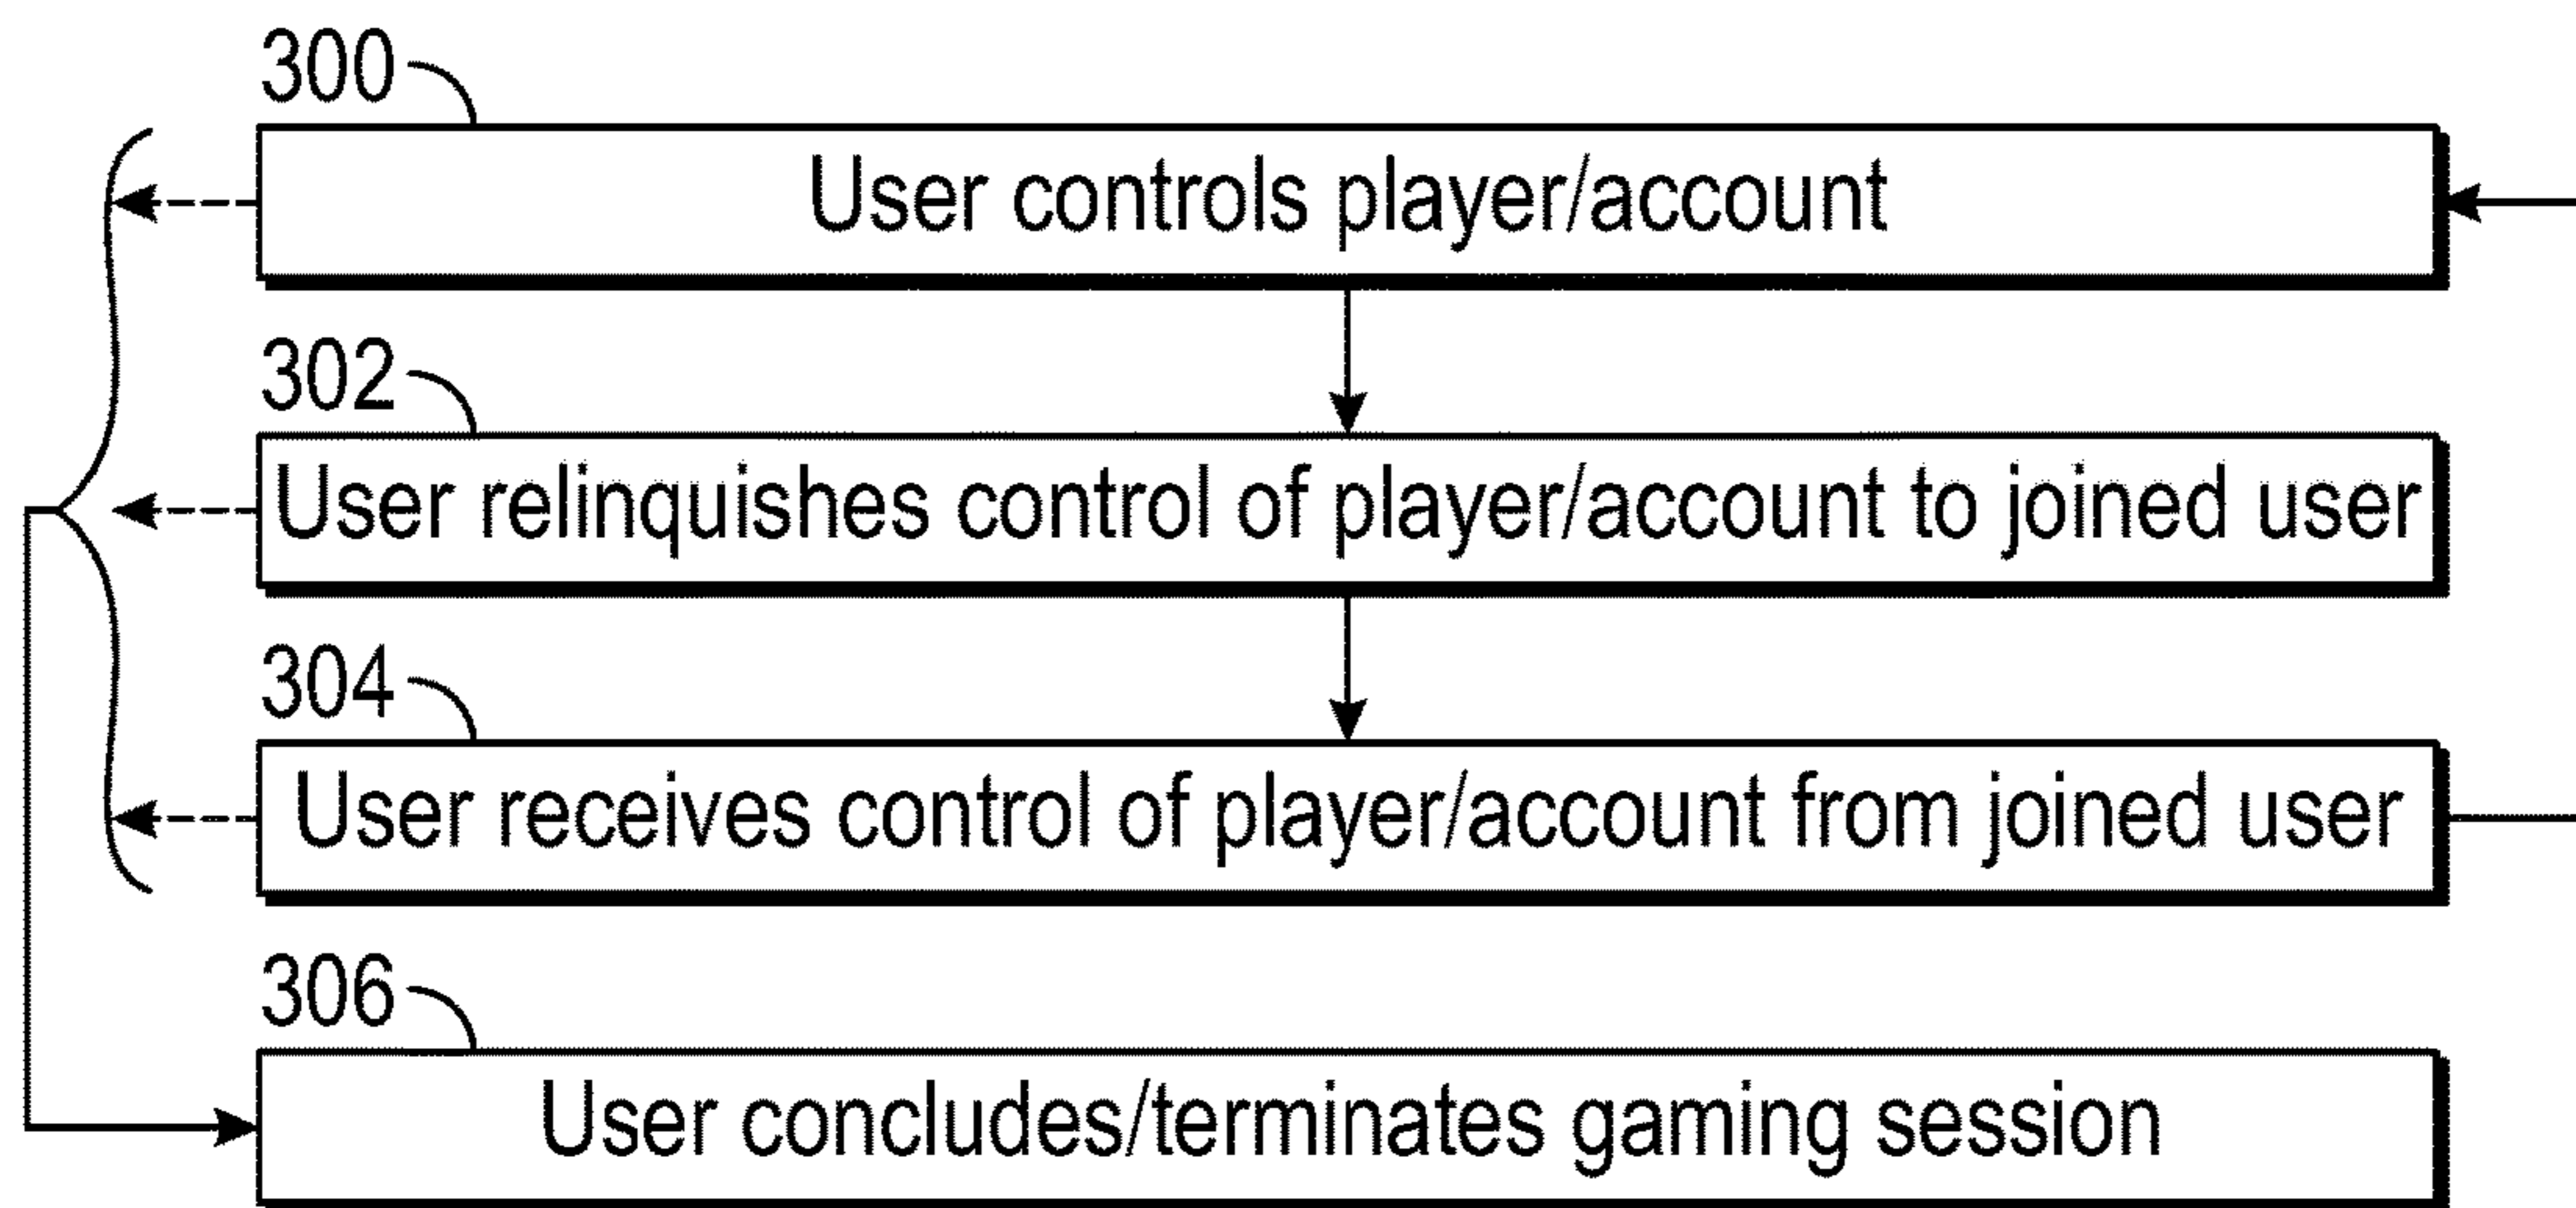 300
User controls player/account
302
User relinquishes control of player/account to joined user
304
User receives control of player/account from joined user
306
User concludes/terminates gaming session